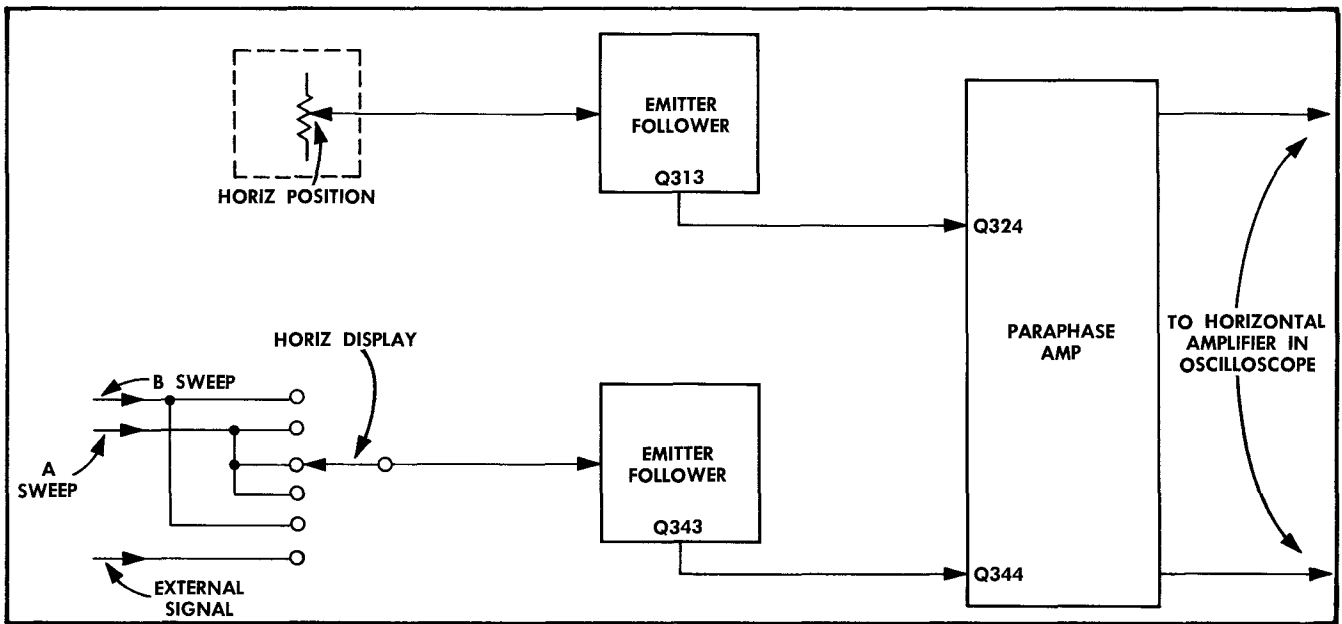 HORIZ POSITION
EMITTER
FOLLOWER
Q313
Q324
PARAPHASE
AMP
TO HORIZONTAL
AMPLIFIER IN
OSCILLOSCOPE
HORIZ DISPLAY
B SWEEP
A
SWEEP
EXTERNAL
SIGNAL
EMITTER
FOLLOWER
Q343
Q344